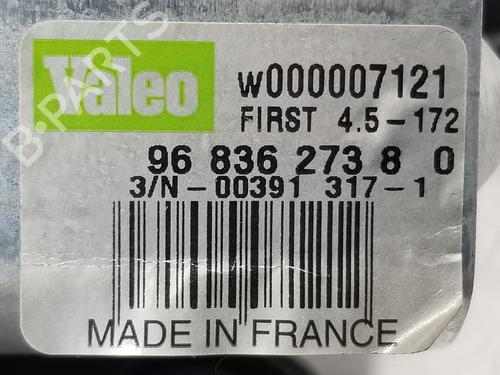 Valeo
w000007121
FIRST 4.5-172
96 836 273 8 0
3/N-00391 317-1
MADE IN FRANCE
B-PARTS